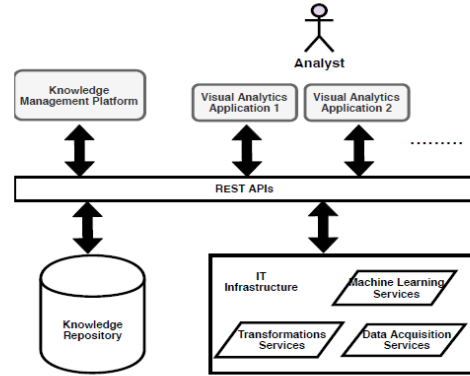 Analyst
Knowledge
Management Platform
Visual Analytics
Application 1
Visual Analytics
Application 2
REST APIs
Knowledge
Repository
IT
Infrastructure
Machine Learning
Services
Transformations
Services
Data Acquisition
Services